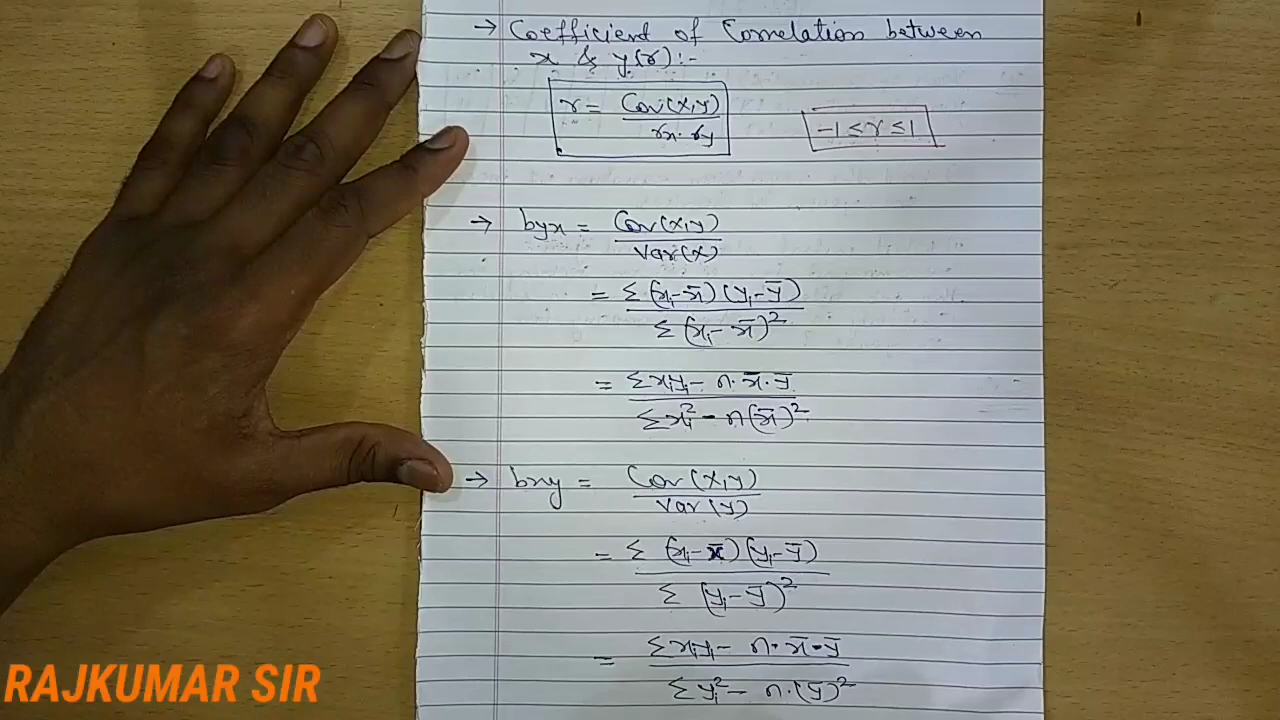 → Coefficient of Correlation between
x & y(r):-
r = Cov(x,y) / σx·σy
-1 ≤ r ≤ 1
→ byx = Cov(x,y) / Var(x)
= Σ(xi-x̄)(yi-ȳ) / Σ(xi-x̄)²
= Σxiyi - n·x̄·ȳ / Σxi² - n(x̄)²
→ bxy = Cov(x,y) / Var(y)
= Σ(xi-x̄)(yi-ȳ) / Σ(yi-ȳ)²
= Σxiyi - n·x̄·ȳ / Σyi² - n·(ȳ)²
RAJKUMAR SIR